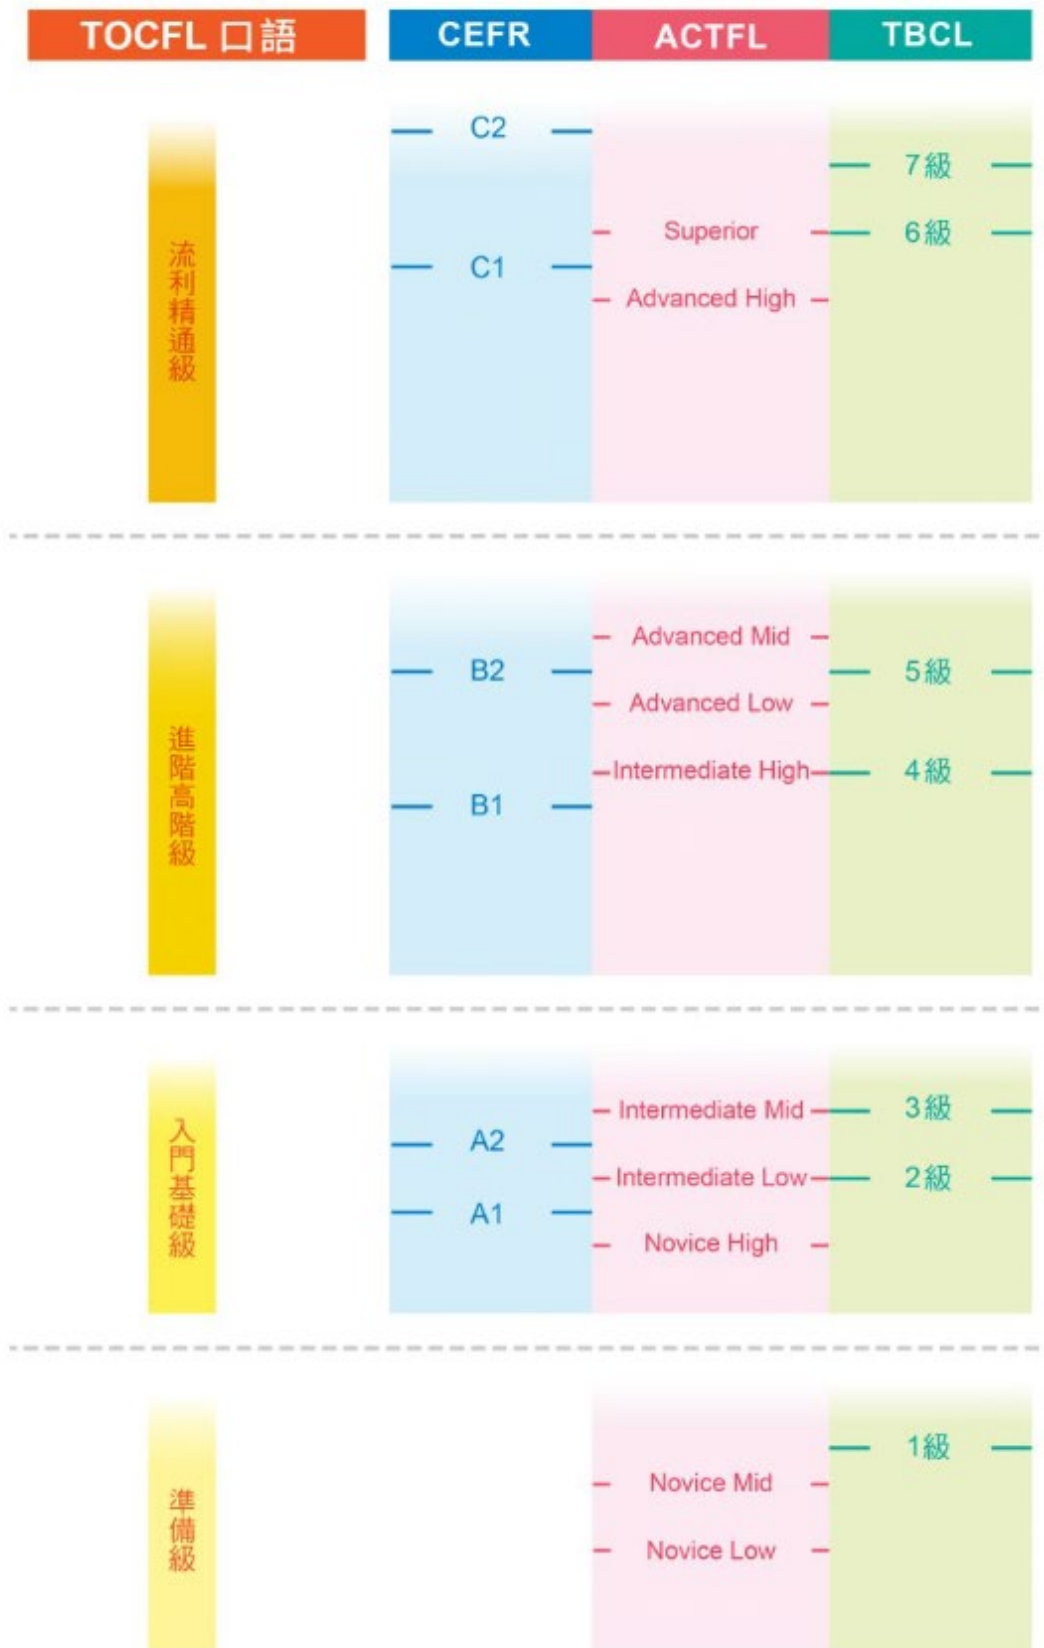 TOCFL 口語
CEFR
ACTFL
TBCL
流利精通級
C2
7級
Superior
6級
C1
Advanced High
進階高階級
Advanced Mid
B2
5級
Advanced Low
Intermediate High
4級
B1
入門基礎級
Intermediate Mid
3級
A2
Intermediate Low
2級
A1
Novice High
準備級
1級
Novice Mid
Novice Low